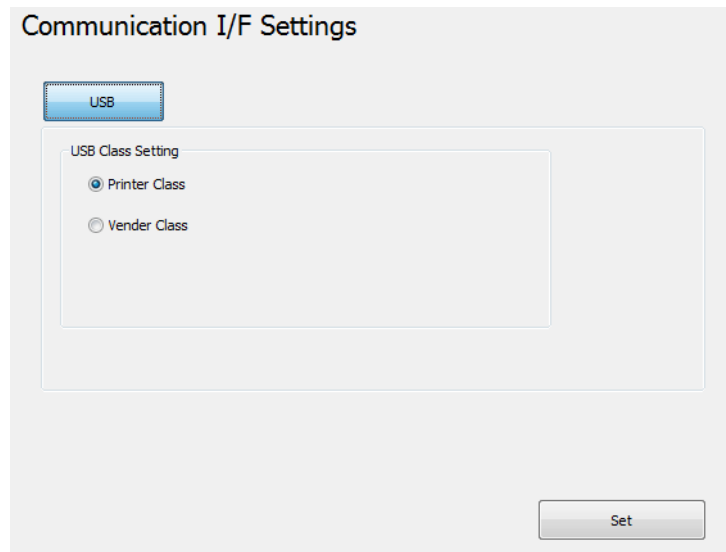 Communication I/F Settings
USB
USB Class Setting
Printer Class
Vender Class
Set